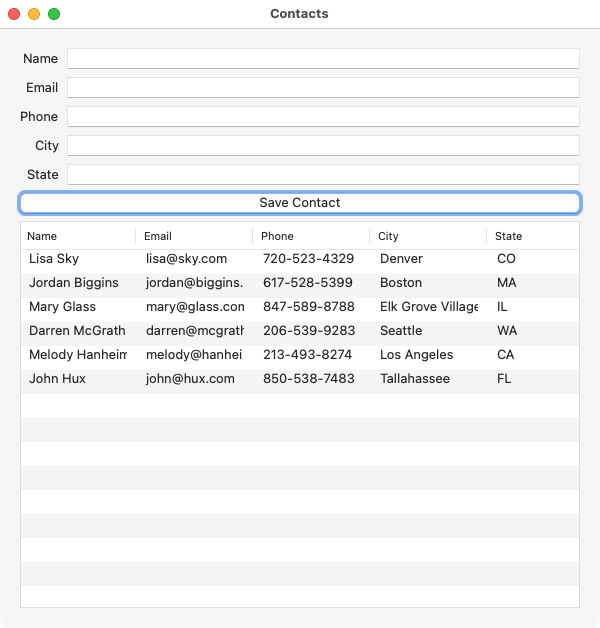 Contacts
Name
Email
Phone
City
State
Save Contact
Name Email Phone City State
Lisa Sky lisa@sky.com 720-523-4329 Denver CO
Jordan Biggins jordan@biggins. 617-528-5399 Boston MA
Mary Glass mary@glass.con 847-589-8788 Elk Grove Village IL
Darren McGrath darren@mcgrath 206-539-9283 Seattle WA
Melody Hanheim melody@hanhei 213-493-8274 Los Angeles CA
John Hux john@hux.com 850-538-7483 Tallahassee FL